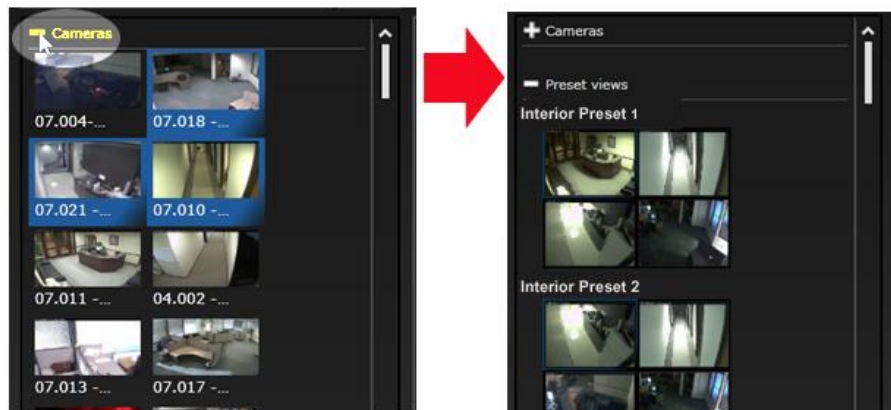 Cameras
07.004-...
07.018 -...
07.021 -...
07.010 -...
07.011 -...
04.002 -...
07.013 -...
07.017 -...
Cameras
Preset views
Interior Preset 1
Interior Preset 2